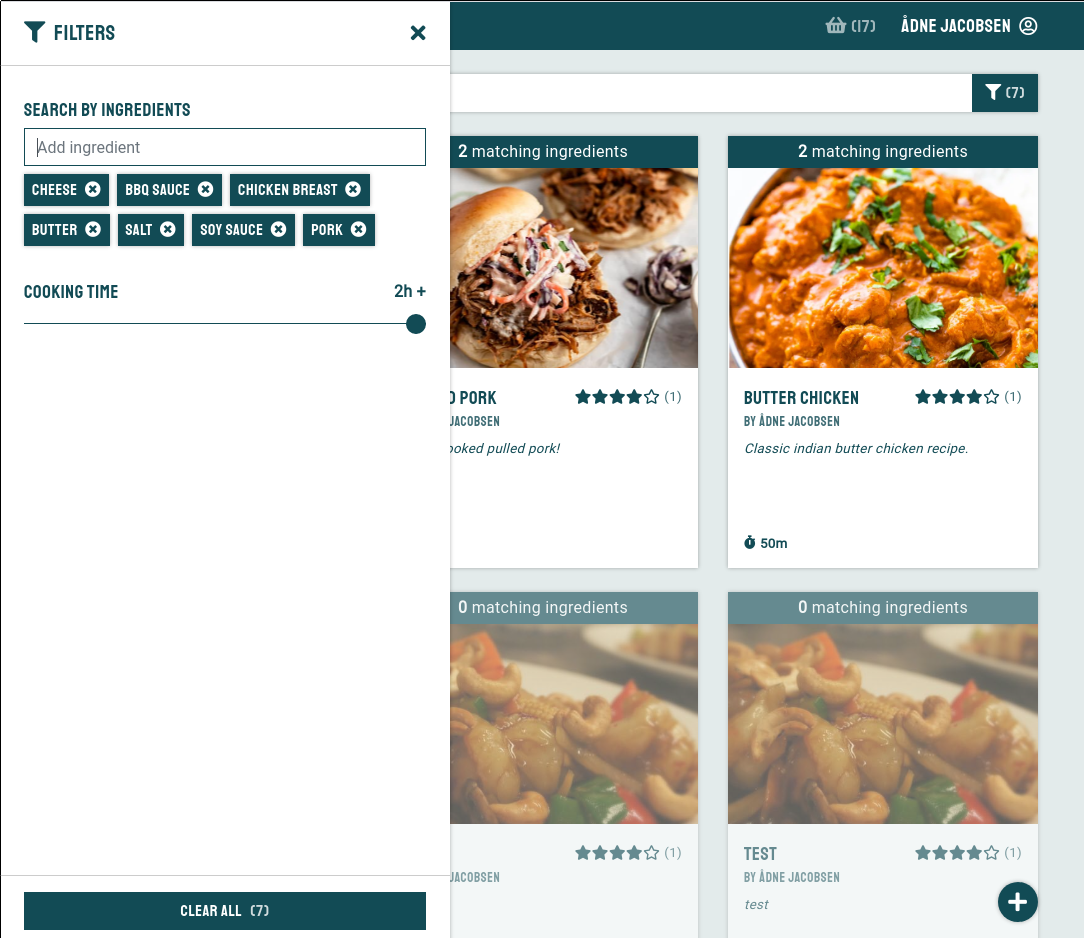 FILTERS
(17) ÅDNE JACOBSEN
SEARCH BY INGREDIENTS
Add ingredient
CHEESE BBQ SAUCE CHICKEN BREAST
BUTTER SALT SOY SAUCE PORK
COOKING TIME 2h +
CLEAR ALL (7)
(7)
2 matching ingredients
PORK (1)
JACOBSEN
pulled pork!
2 matching ingredients
BUTTER CHICKEN (1)
BY ÅDNE JACOBSEN
Classic indian butter chicken recipe.
50m
0 matching ingredients
(1)
JACOBSEN
0 matching ingredients
TEST (1)
BY ÅDNE JACOBSEN
test